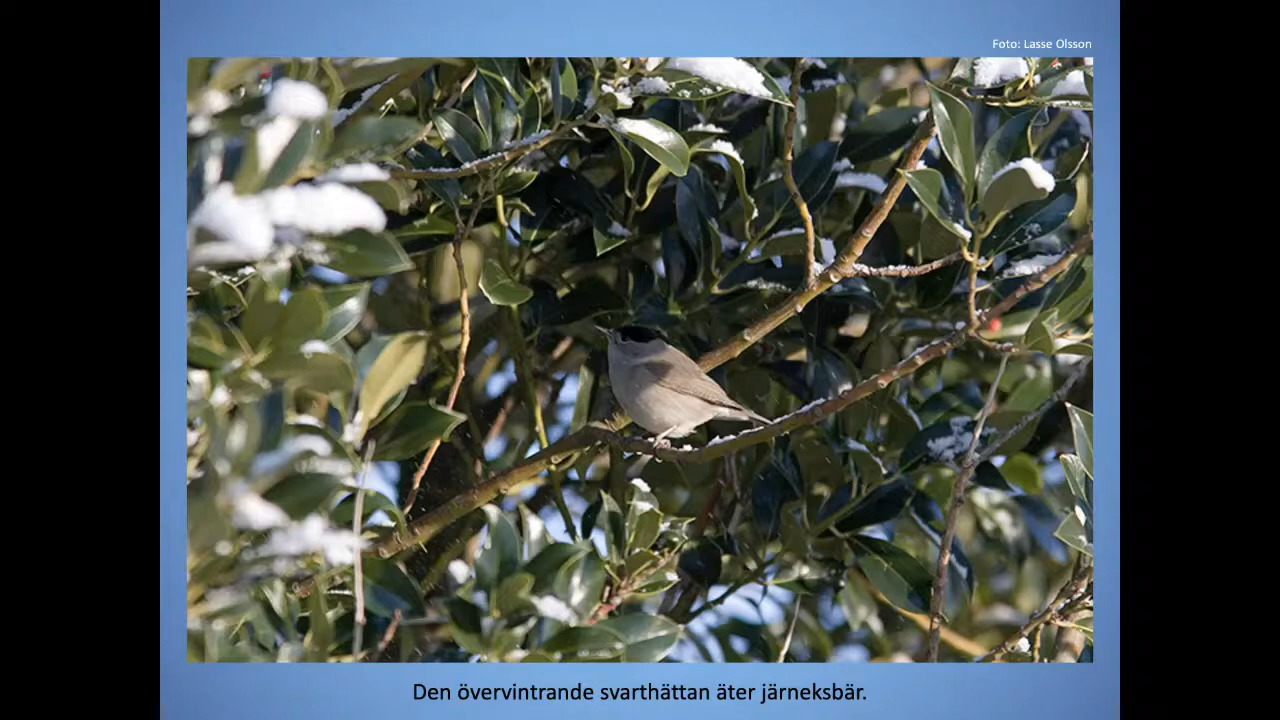 Foto: Lasse Olsson
Den övervintrande svarthättan äter järneksbär.